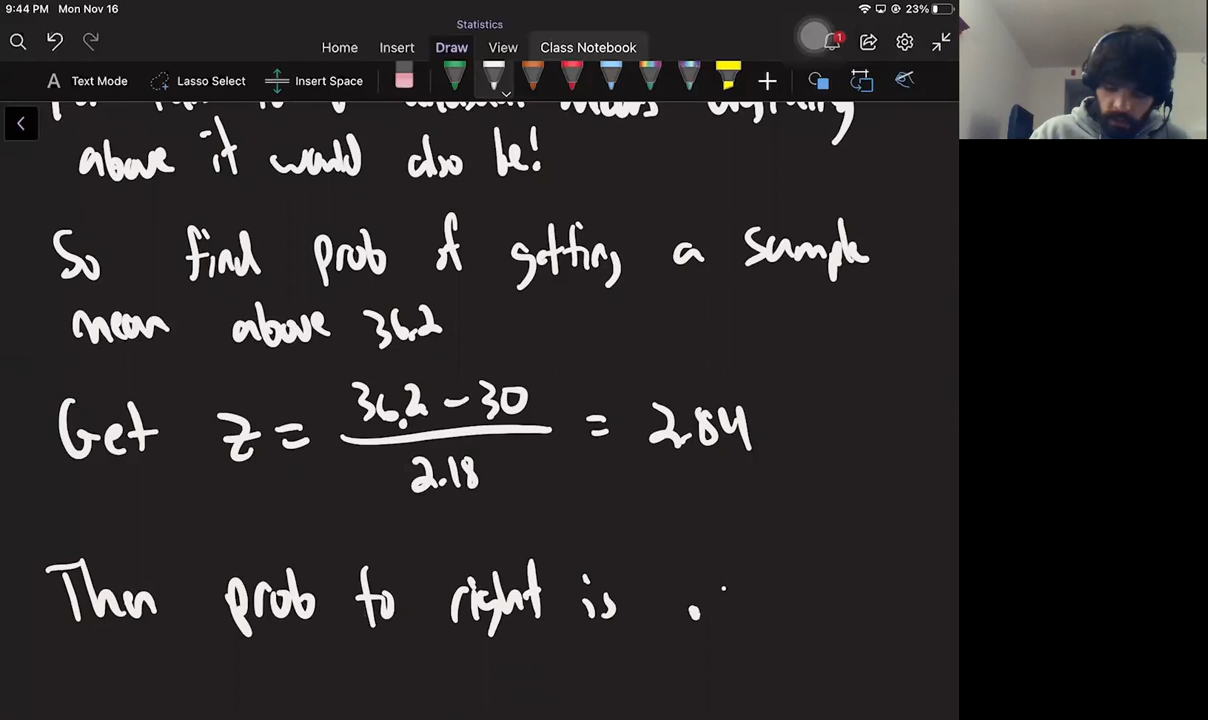 9:44 PM Mon Nov 16
23%
Statistics
Home Insert Draw View Class Notebook
1
Text Mode Lasso Select Insert Space
above it would also be!
So find prob of getting a sample
mean above 36.2
Get z = 36.2 - 30 / 2.18 = 2.84
Then prob to right is .